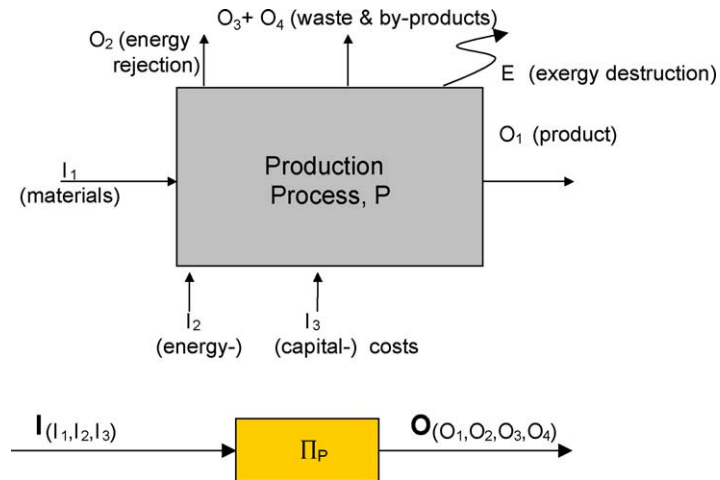 O₃+ O₄ (waste & by-products)
O₂ (energy
rejection)
E (exergy destruction)
O₁ (product)
Production
Process, P
I₁
(materials)
I₂
(energy-)
I₃
(capital-) costs
I(I₁,I₂,I₃)
O(O₁,O₂,O₃,O₄)
Πₚ